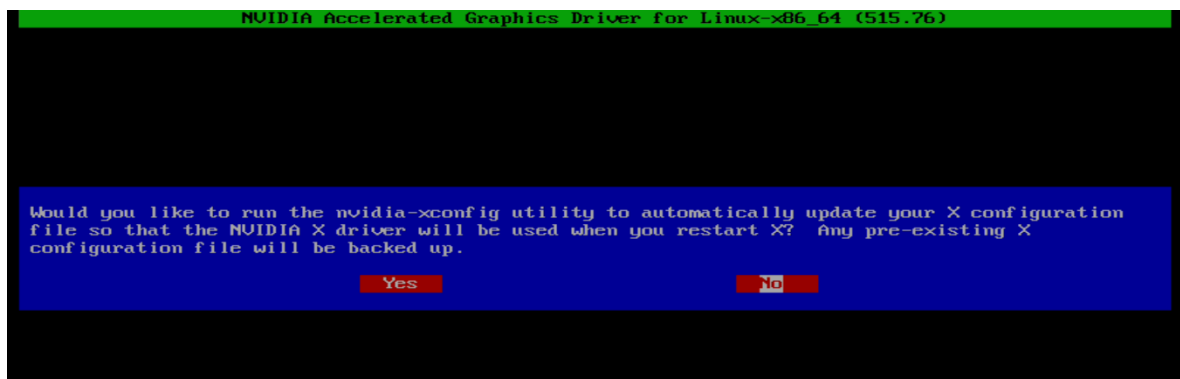 NVIDIA Accelerated Graphics Driver for Linux-x86_64 (515.76)
Would you like to run the nvidia-xconfig utility to automatically update your X configuration
file so that the NVIDIA X driver will be used when you restart X?  Any pre-existing X
configuration file will be backed up.
Yes No